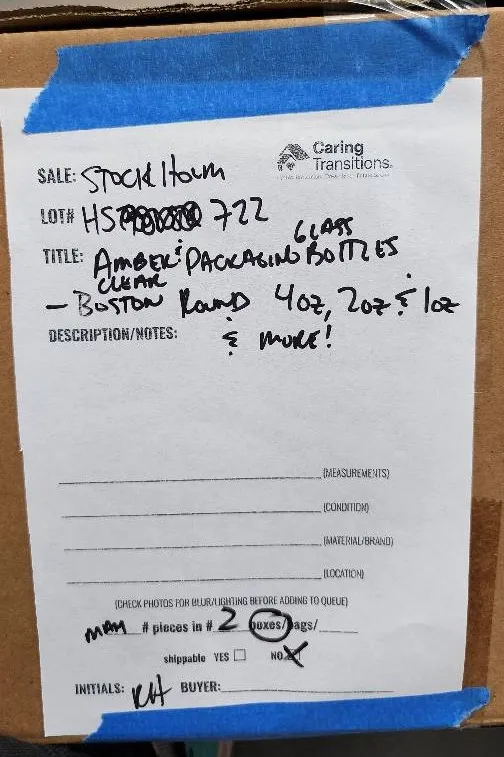 Caring
Transitions.
SALE: STOCKHOLM
LOT# HS 722
TITLE: AMBER & CLEAR PACKAGING GLASS BOTTLES
– BOSTON ROUND 4oz, 2oz & 1oz
DESCRIPTION/NOTES: & MORE!
(MEASUREMENTS)
(CONDITION)
(MATERIAL/BRAND)
(LOCATION)
(CHECK PHOTOS FOR BLUR/LIGHTING BEFORE ADDING TO QUEUE)
# pieces in # 2 boxes/bags/
shippable YES NO
INITIALS: KH BUYER: